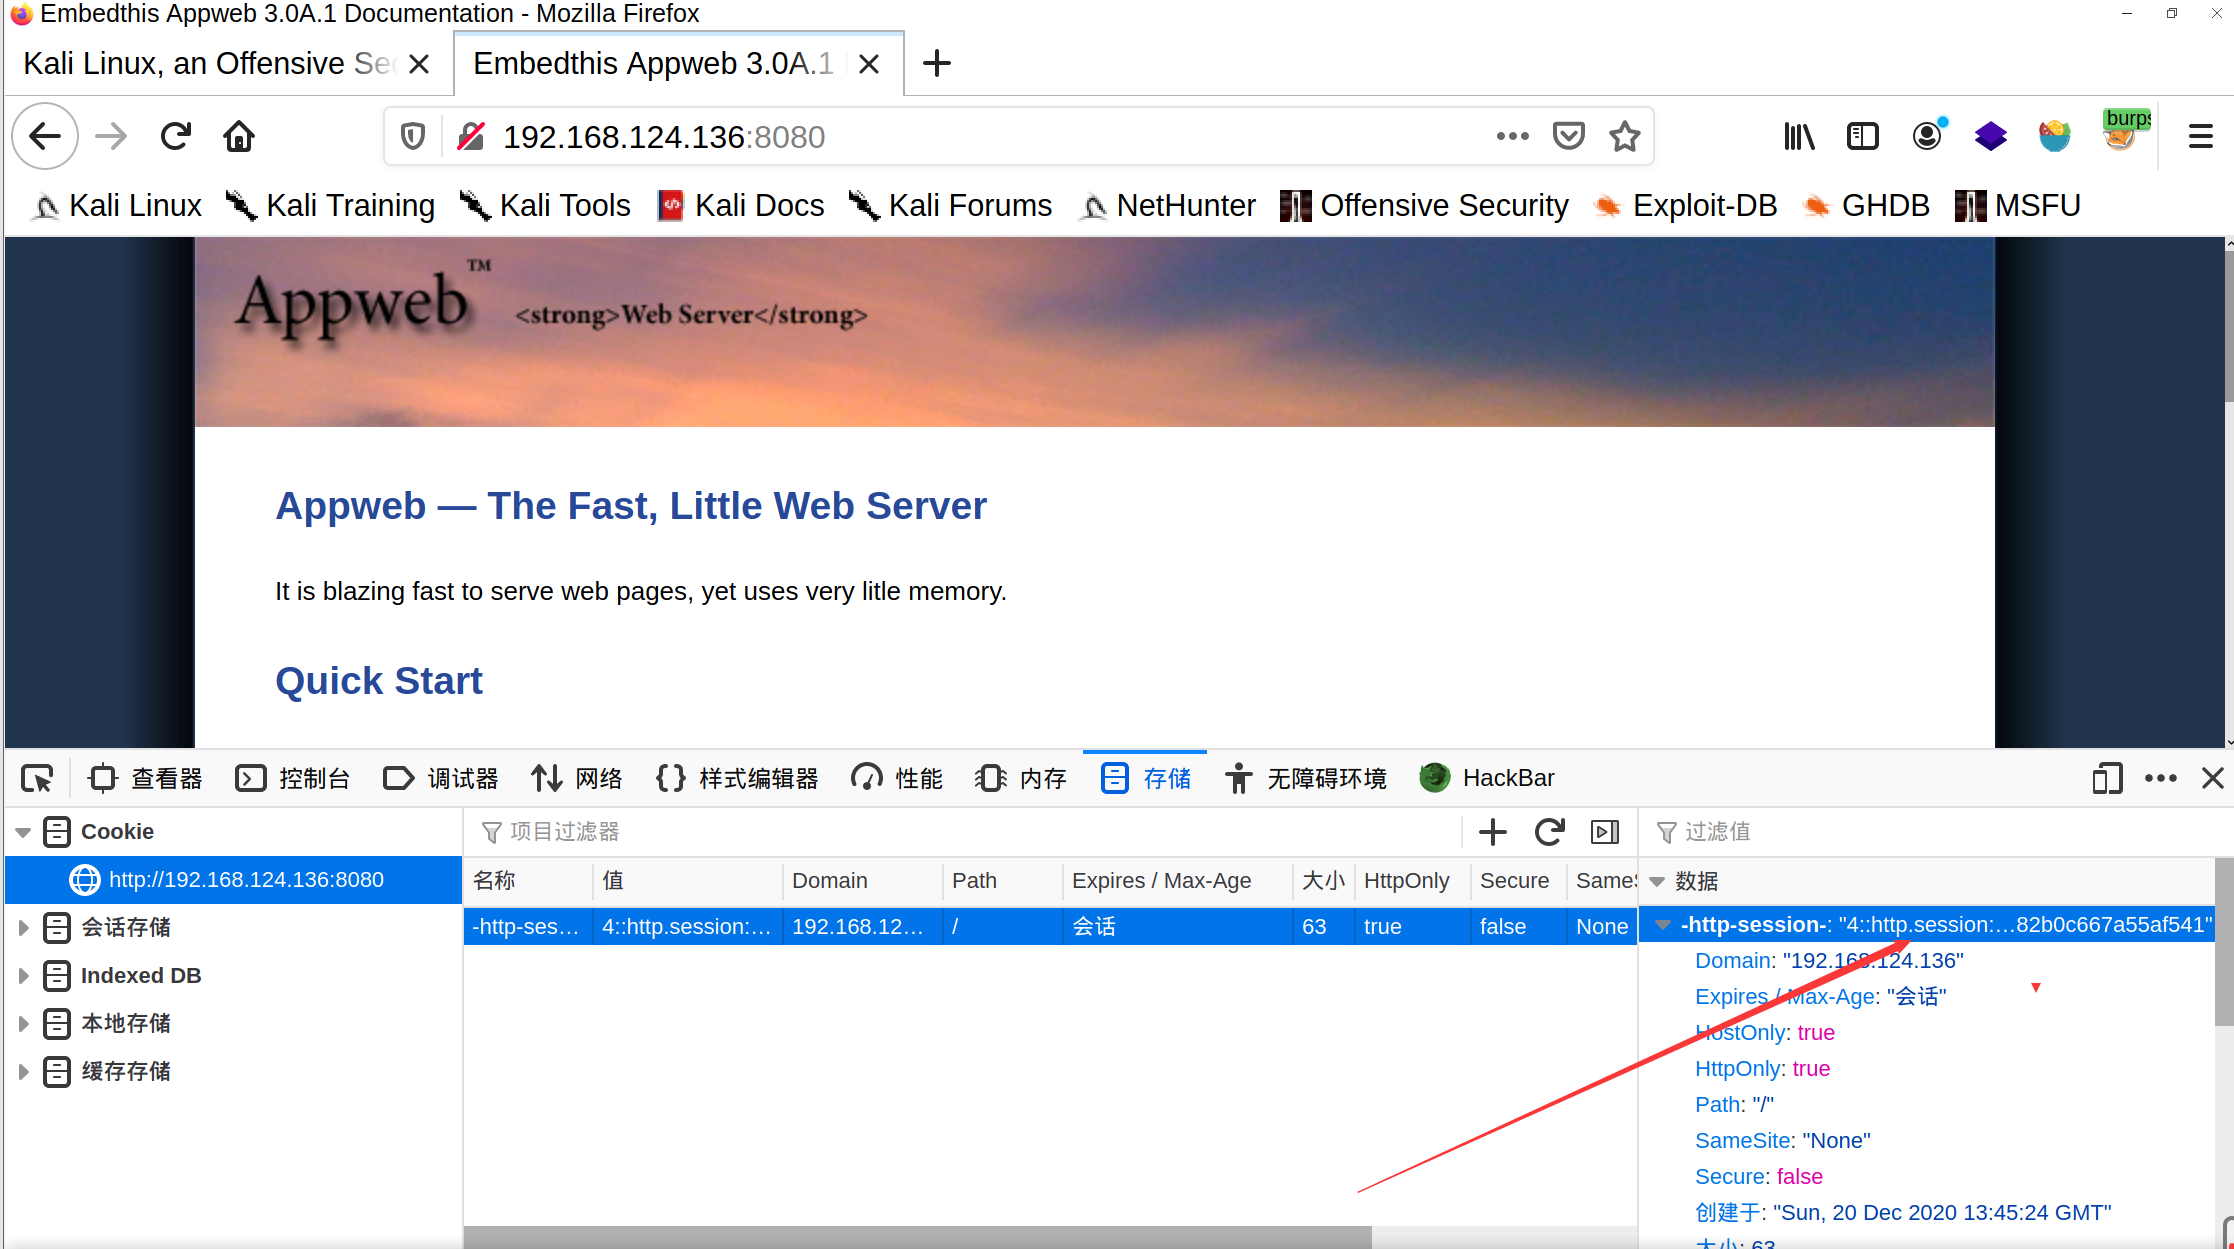 Embedthis Appweb 3.0A.1 Documentation - Mozilla Firefox
Kali Linux, an Offensive Sec
Embedthis Appweb 3.0A.1
192.168.124.136:8080
burps
Kali Linux
Kali Training
Kali Tools
Kali Docs
Kali Forums
NetHunter
Offensive Security
Exploit-DB
GHDB
MSFU
Appweb™
<strong>Web Server</strong>
Appweb — The Fast, Little Web Server
It is blazing fast to serve web pages, yet uses very litle memory.
Quick Start
查看器
控制台
调试器
网络
样式编辑器
性能
内存
存储
无障碍环境
HackBar
Cookie
http://192.168.124.136:8080
会话存储
Indexed DB
本地存储
缓存存储
项目过滤器
名称 值 Domain Path Expires / Max-Age 大小 HttpOnly Secure SameS
-http-ses… 4::http.session:… 192.168.12… / 会话 63 true false None
过滤值
数据
-http-session-: "4::http.session:…82b0c667a55af541"
Domain: "192.168.124.136"
Expires / Max-Age: "会话"
HostOnly: true
HttpOnly: true
Path: "/"
SameSite: "None"
Secure: false
创建于: "Sun, 20 Dec 2020 13:45:24 GMT"
大小: 63